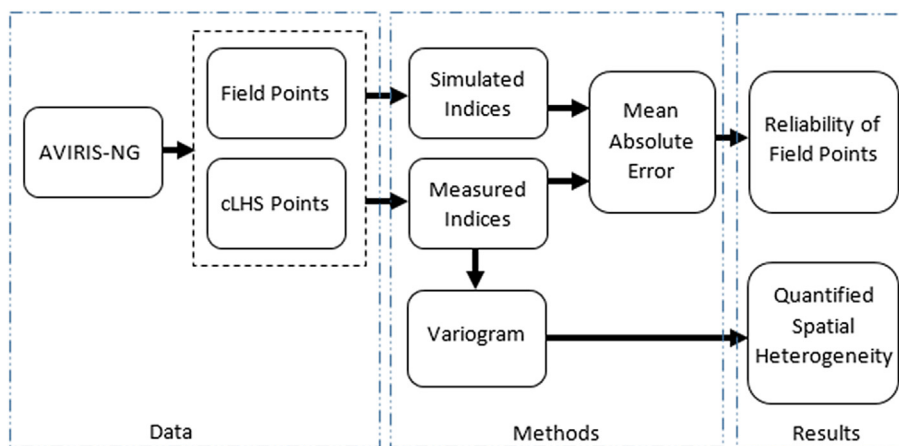 AVIRIS-NG
Field Points
cLHS Points
Data
Simulated
Indices
Measured
Indices
Variogram
Mean
Absolute
Error
Methods
Reliability of
Field Points
Quantified
Spatial
Heterogeneity
Results